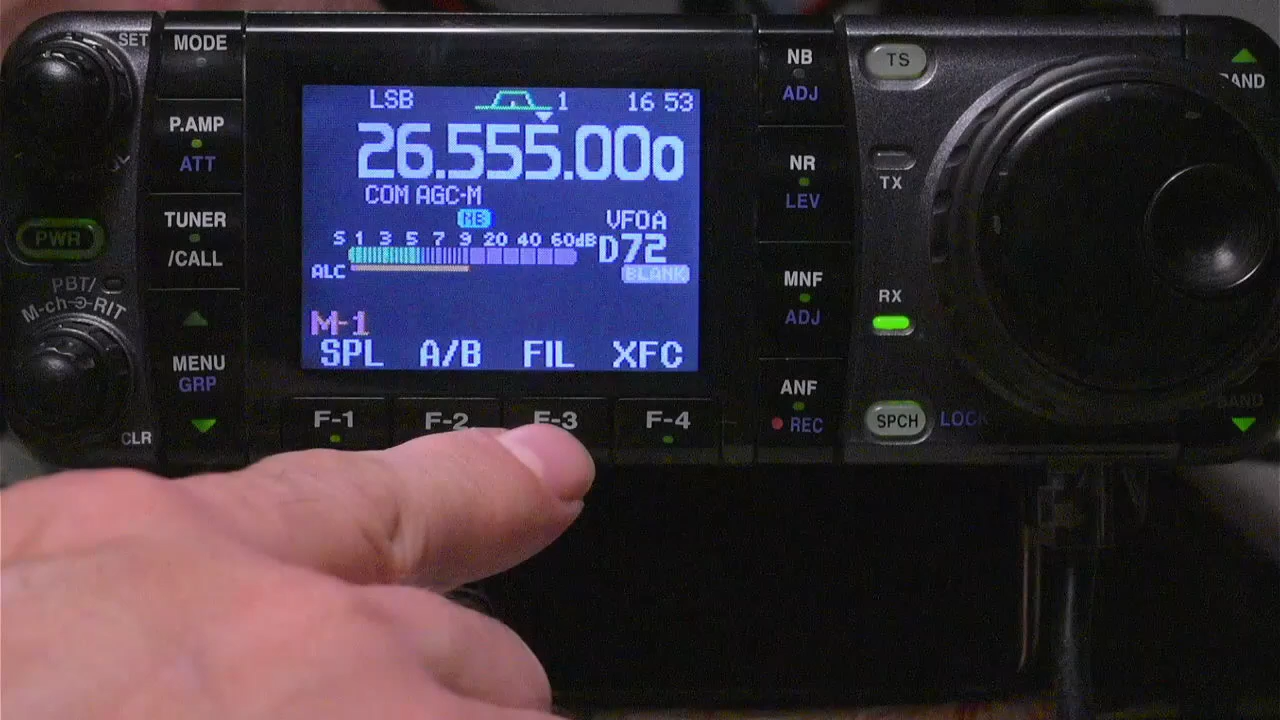 SET
MODE
P.AMP
ATT
TUNER
/CALL
PWR
PBT/
M-ch RIT
MENU
GRP
CLR
LSB 1 16 53
26.555.000
COM AGC-M
NB
VFOA
S 1 3 5 7 9 20 40 60dB
D72
ALC
BLANK
M-1
SPL A/B FIL XFC
F-1 F-2 F-3 F-4
NB
ADJ
NR
LEV
MNF
ADJ
ANF
REC
TS
TX
RX
SPCH LOCK
BAND